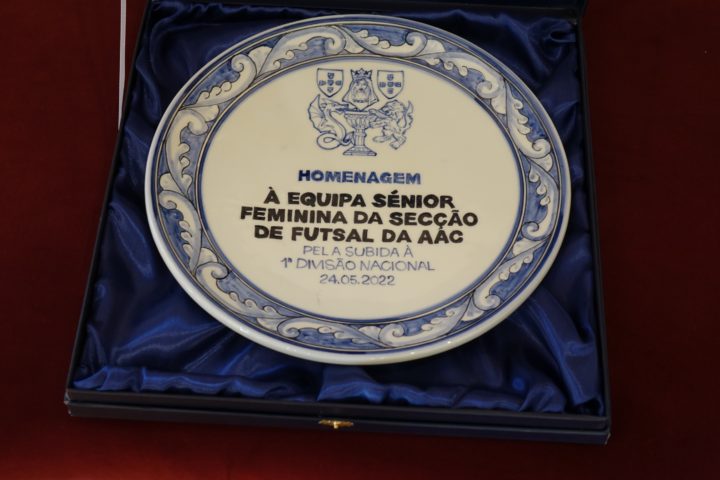 HOMENAGEM
À EQUIPA SÉNIOR
FEMININA DA SECÇÃO
DE FUTSAL DA AAC
PELA SUBIDA À
1ª DIVISÃO NACIONAL
24.05.2022